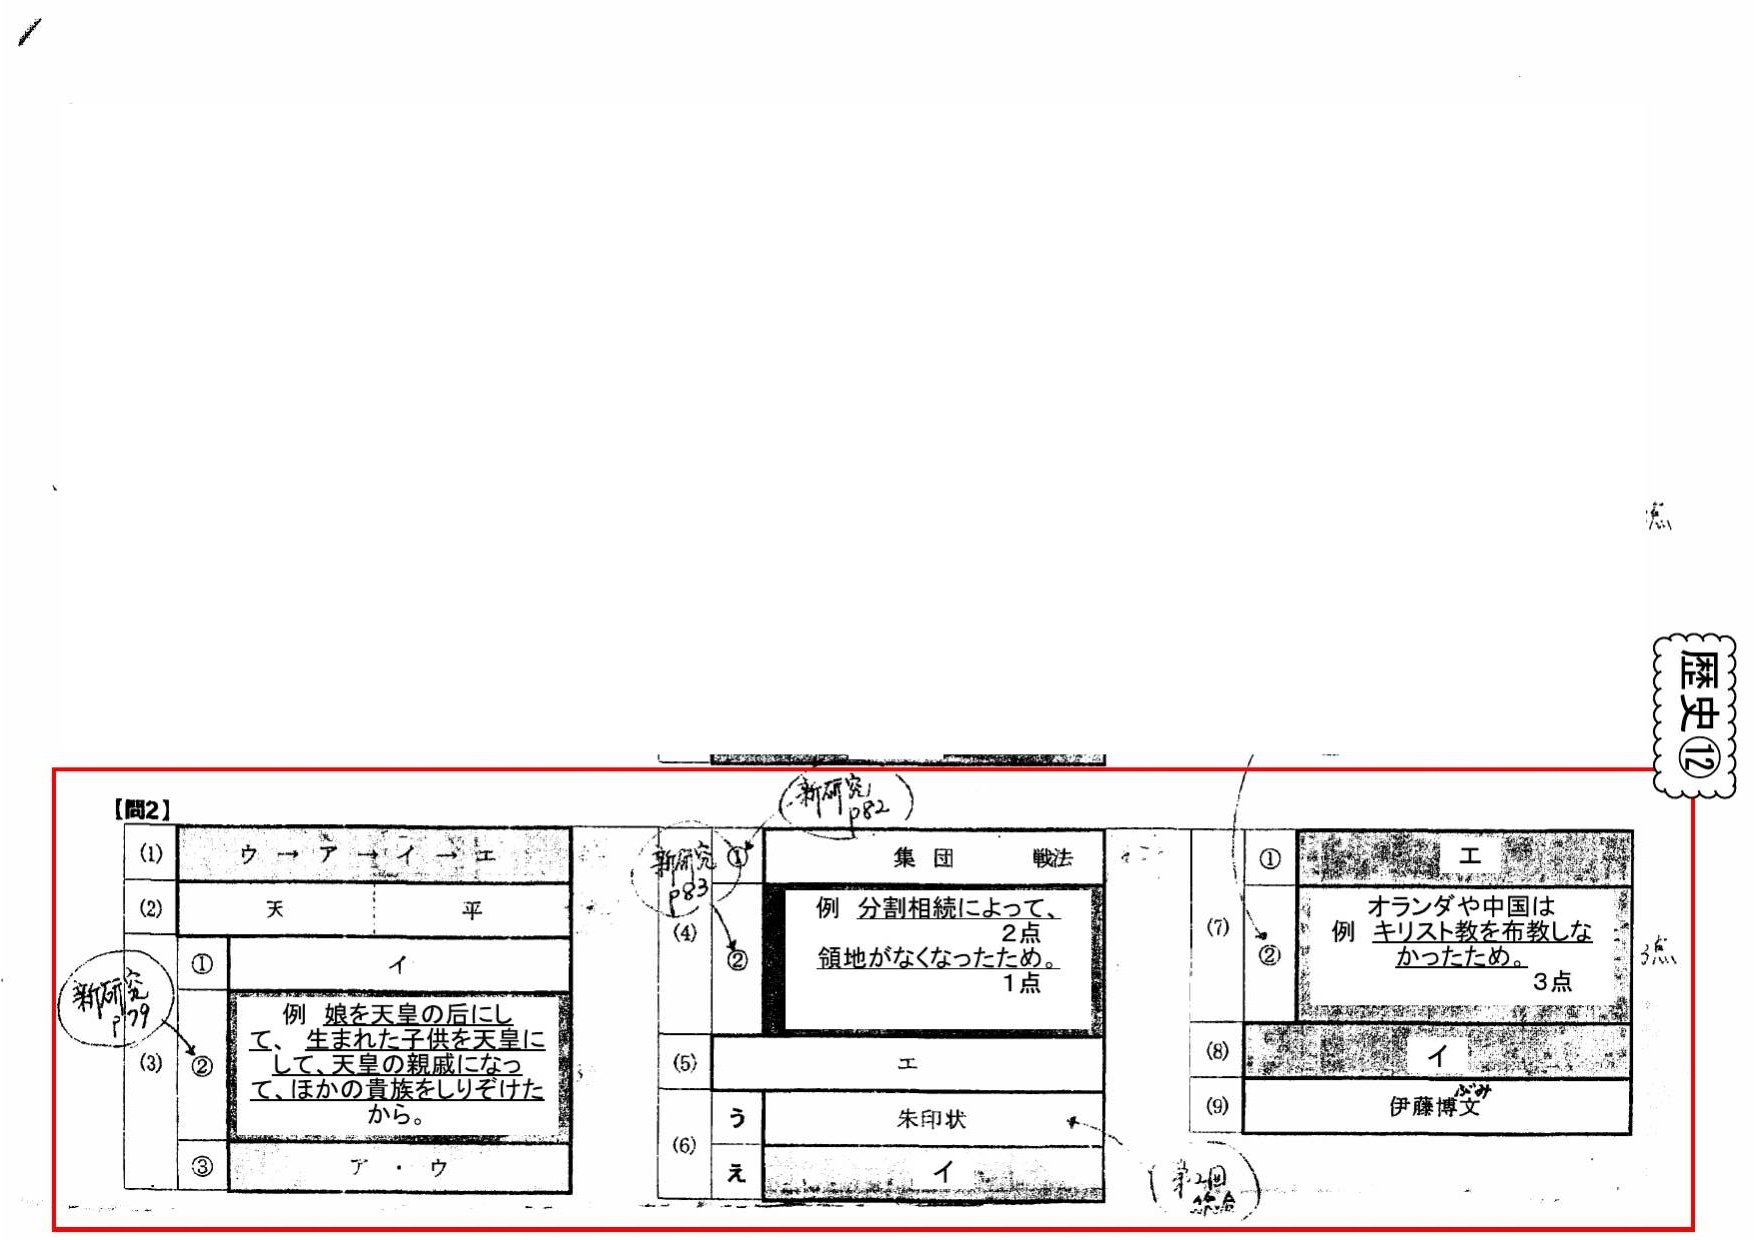 点
歴史⑫
【問2】
(1) ウ → ア → イ → エ
(2) 天 平
(3)
① イ
新研究
p79
② 例 娘を天皇の后にし
て、 生まれた子供を天皇に
して、天皇の親戚になっ
て、ほかの貴族をしりぞけた
から。
③ ア ・ ウ
新研究
p82
新研究
p83
(4)
① 集 団 戦法
② 例 分割相続によって、
2点
領地がなくなったため。
1点
(5) エ
(6)
う 朱印状
え イ
第2回
(7)
① エ
② オランダや中国は
例 キリスト教を布教しな
かったため。
3点
3点
(8) イ
ぶみ
(9) 伊藤博文